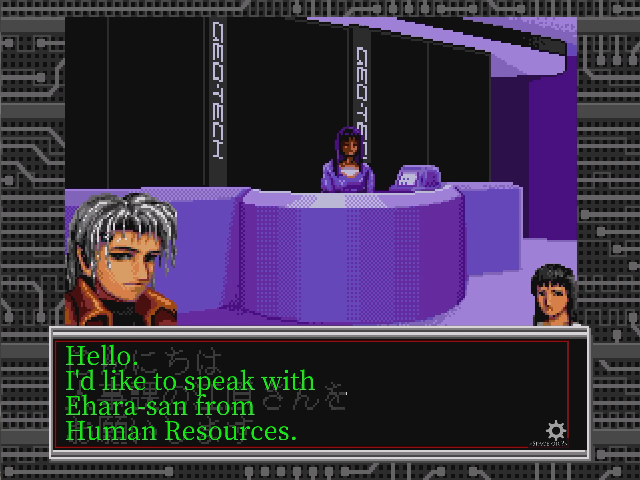 GEO-TECH
GEO-TECH
Hello.
I'd like to speak with
Ehara-san from
Human Resources.